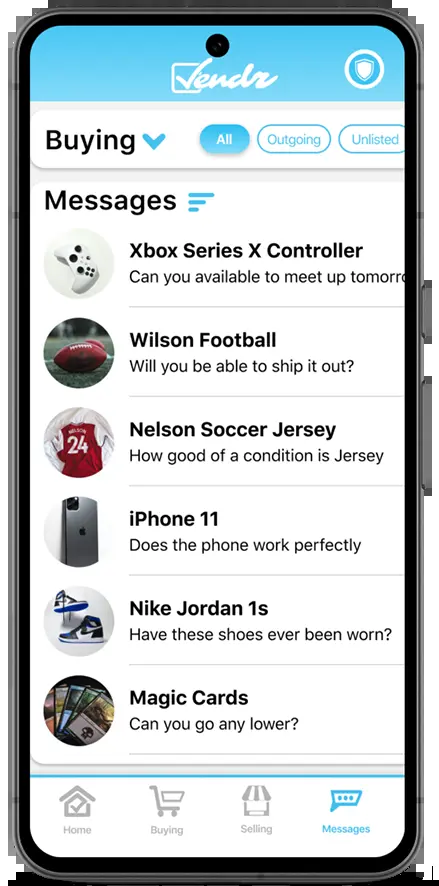 Vendr
Buying
All
Outgoing
Unlisted
Messages
Xbox Series X Controller
Can you available to meet up tomorro
Wilson Football
Will you be able to ship it out?
Nelson Soccer Jersey
How good of a condition is Jersey
NELSON
24
iPhone 11
Does the phone work perfectly
Nike Jordan 1s
Have these shoes ever been worn?
Magic Cards
Can you go any lower?
Home
Buying
Selling
Messages